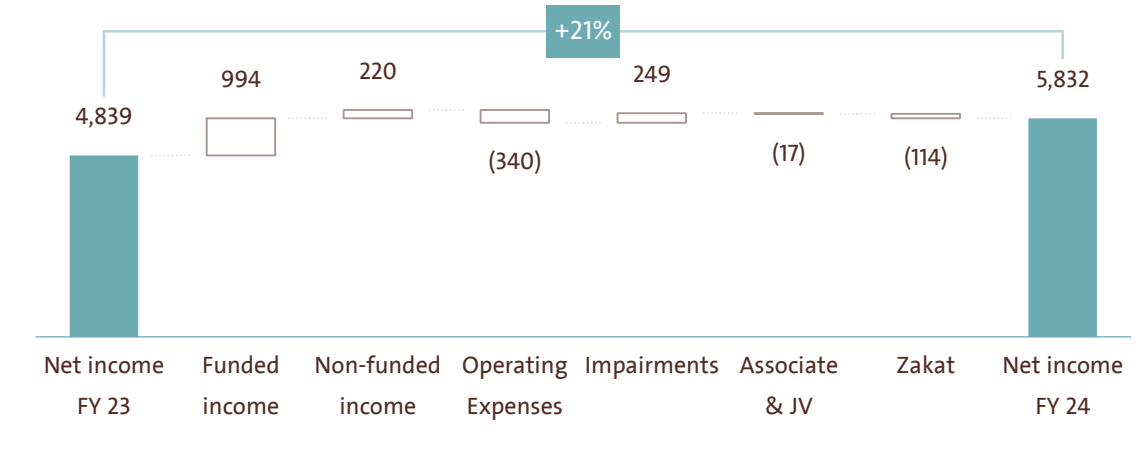 +21%
994
220
249
5,832
4,839
(340)
(17)
(114)
Net income FY 23
Funded income
Non-funded income
Operating Expenses
Impairments
Associate & JV
Zakat
Net income FY 24